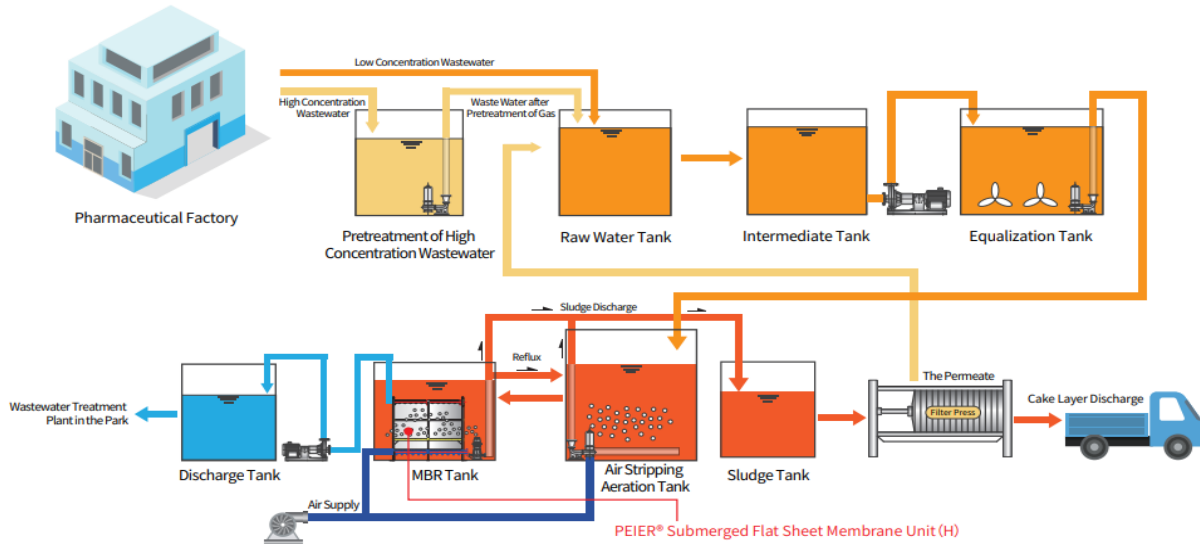 Low Concentration Wastewater
High Concentration
Wastewater
Waste Water after
Pretreatment of Gas
Pharmaceutical Factory
Pretreatment of High
Concentration Wastewater
Raw Water Tank
Intermediate Tank
Equalization Tank
Sludge Discharge
Reflux
The Permeate
Filter Press
Cake Layer Discharge
Wastewater Treatment
Plant in the Park
Discharge Tank
MBR Tank
Air Stripping
Aeration Tank
Sludge Tank
Air Supply
PEIER® Submerged Flat Sheet Membrane Unit (H)